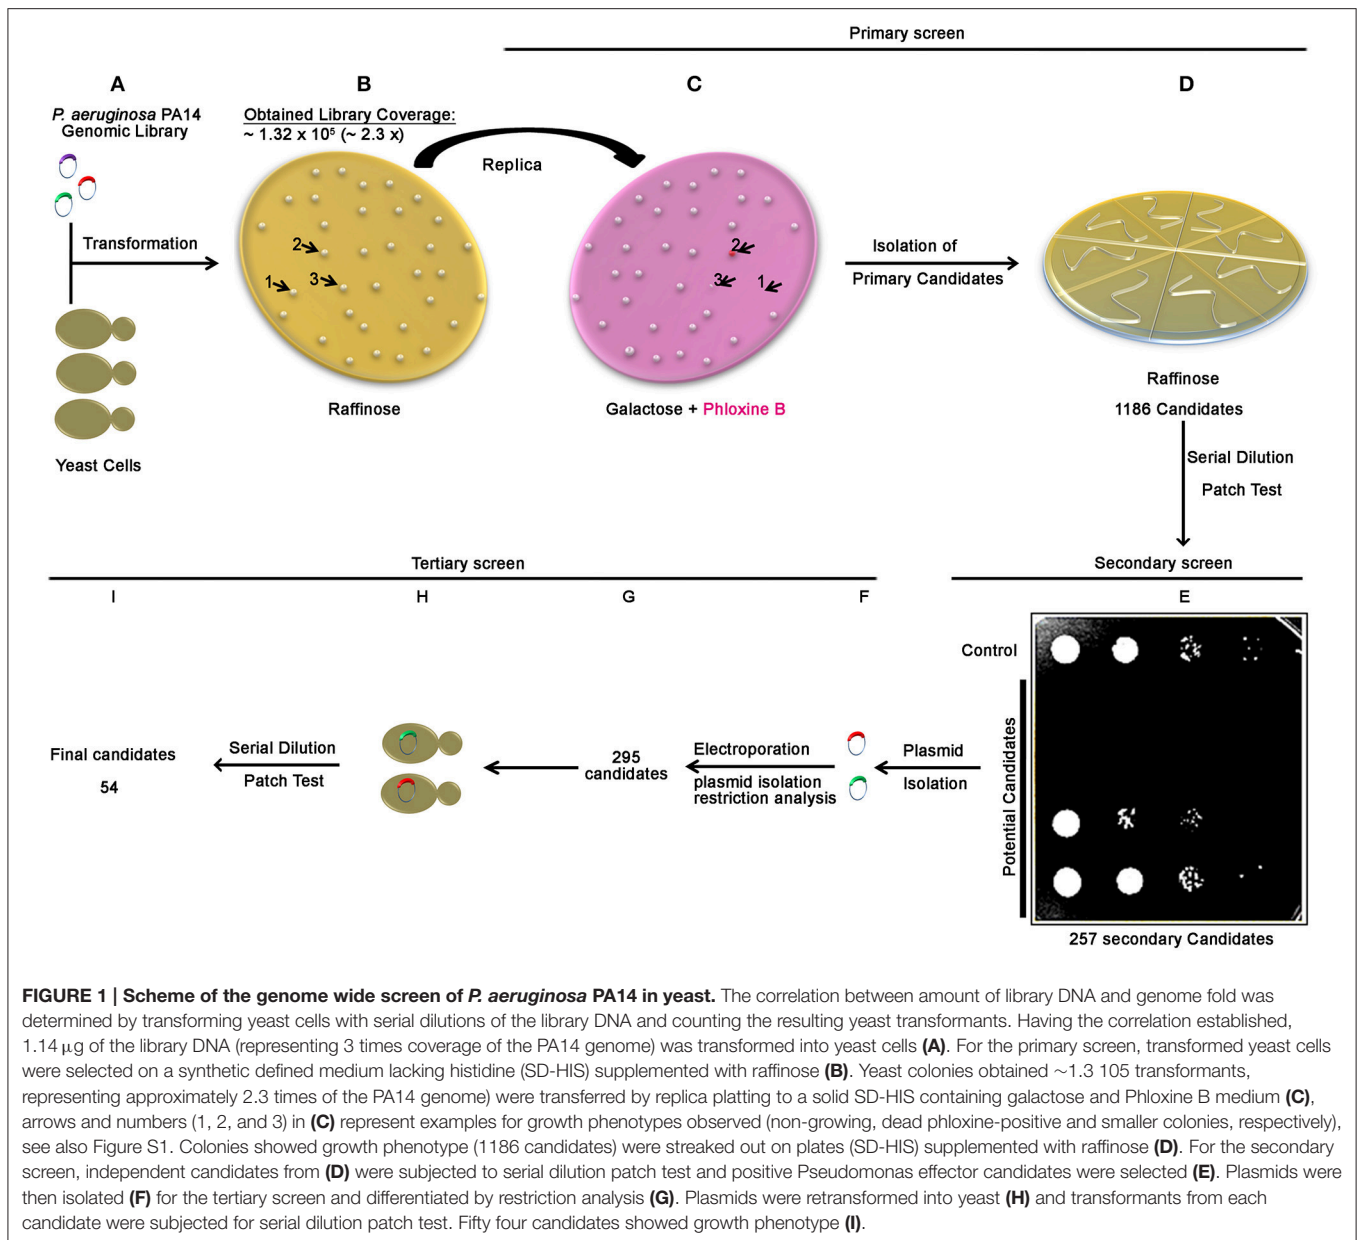 Primary screen
A
B
C
D
P. aeruginosa PA14
Genomic Library
Obtained Library Coverage:
~ 1.32 x 10⁵ (~ 2.3 x)
Replica
Transformation
2
1
3
2
3
1
Isolation of
Primary Candidates
Yeast Cells
Raffinose
Galactose + Phloxine B
Raffinose
1186 Candidates
Serial Dilution
Patch Test
Tertiary screen
Secondary screen
I
H
G
F
E
Control
Potential Candidates
Final candidates
54
Serial Dilution
Patch Test
295
candidates
Electroporation
plasmid isolation
restriction analysis
Plasmid
Isolation
257 secondary Candidates
FIGURE 1 | Scheme of the genome wide screen of P. aeruginosa PA14 in yeast. The correlation between amount of library DNA and genome fold was
determined by transforming yeast cells with serial dilutions of the library DNA and counting the resulting yeast transformants. Having the correlation established,
1.14 μg of the library DNA (representing 3 times coverage of the PA14 genome) was transformed into yeast cells (A). For the primary screen, transformed yeast cells
were selected on a synthetic defined medium lacking histidine (SD-HIS) supplemented with raffinose (B). Yeast colonies obtained ~1.3 105 transformants,
representing approximately 2.3 times of the PA14 genome) were transferred by replica platting to a solid SD-HIS containing galactose and Phloxine B medium (C),
arrows and numbers (1, 2, and 3) in (C) represent examples for growth phenotypes observed (non-growing, dead phloxine-positive and smaller colonies, respectively),
see also Figure S1. Colonies showed growth phenotype (1186 candidates) were streaked out on plates (SD-HIS) supplemented with raffinose (D). For the secondary
screen, independent candidates from (D) were subjected to serial dilution patch test and positive Pseudomonas effector candidates were selected (E). Plasmids were
then isolated (F) for the tertiary screen and differentiated by restriction analysis (G). Plasmids were retransformed into yeast (H) and transformants from each
candidate were subjected for serial dilution patch test. Fifty four candidates showed growth phenotype (I).